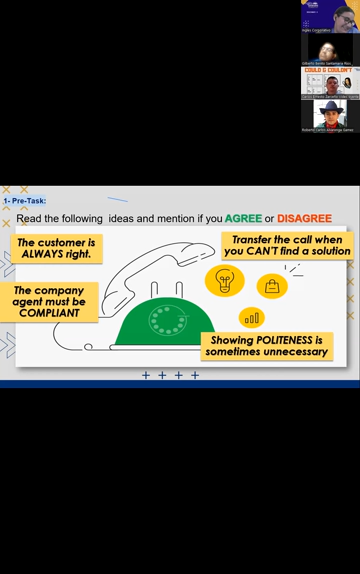 Inglés Corporativo
COULD & COULDN'T
1- Pre-Task:
Read the following ideas and mention if you AGREE or DISAGREE
The customer is
ALWAYS right.
Transfer the call when
you CAN'T find a solution
The company
agent must be
COMPLIANT
Showing POLITENESS is
sometimes unnecessary